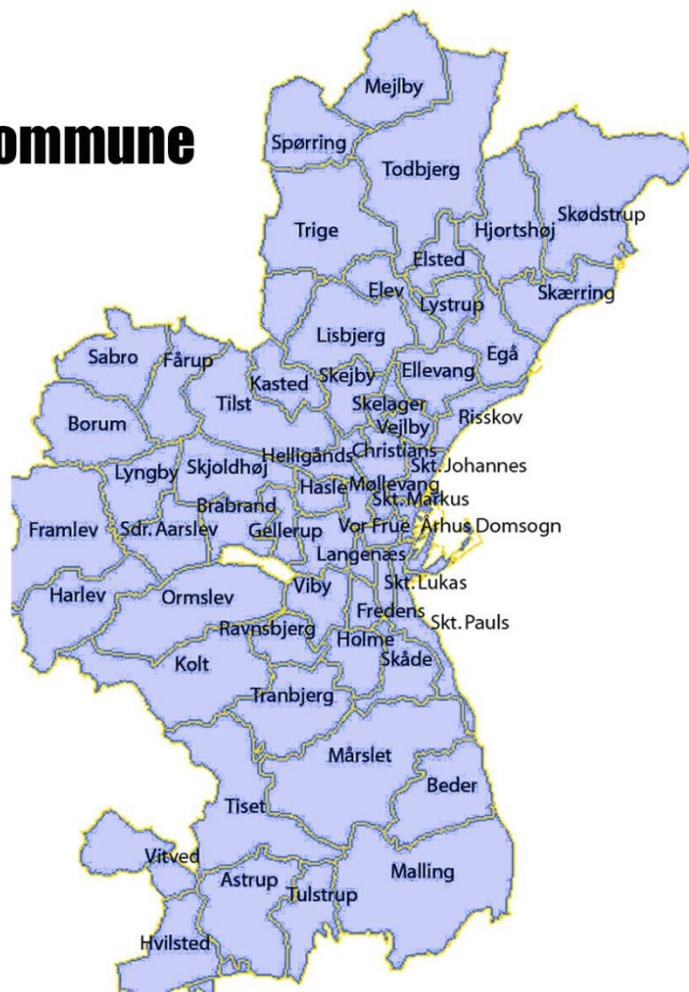 ommune
Mejlby
Spørring
Todbjerg
Skødstrup
Trige
Hjortshøj
Elsted
Elev
Skærring
Lystrup
Lisbjerg
Sabro
Fårup
Egå
Skejby
Ellevang
Kasted
Tilst
Skelager
Risskov
Borum
Vejlby
Christians
Helligånds
Lyngby
Skjoldhøj
Skt. Johannes
Hasle
Møllevang
Skt. Markus
Brabrand
Framlev
Sdr. Aarslev
Gellerup
Vor Frue
Århus Domsogn
Langenæs
Skt. Lukas
Viby
Harlev
Ormslev
Fredens
Skt. Pauls
Ravnsbjerg
Holme
Kolt
Skåde
Tranbjerg
Mårslet
Beder
Tiset
Vitved
Malling
Astrup
Tulstrup
Hvilsted